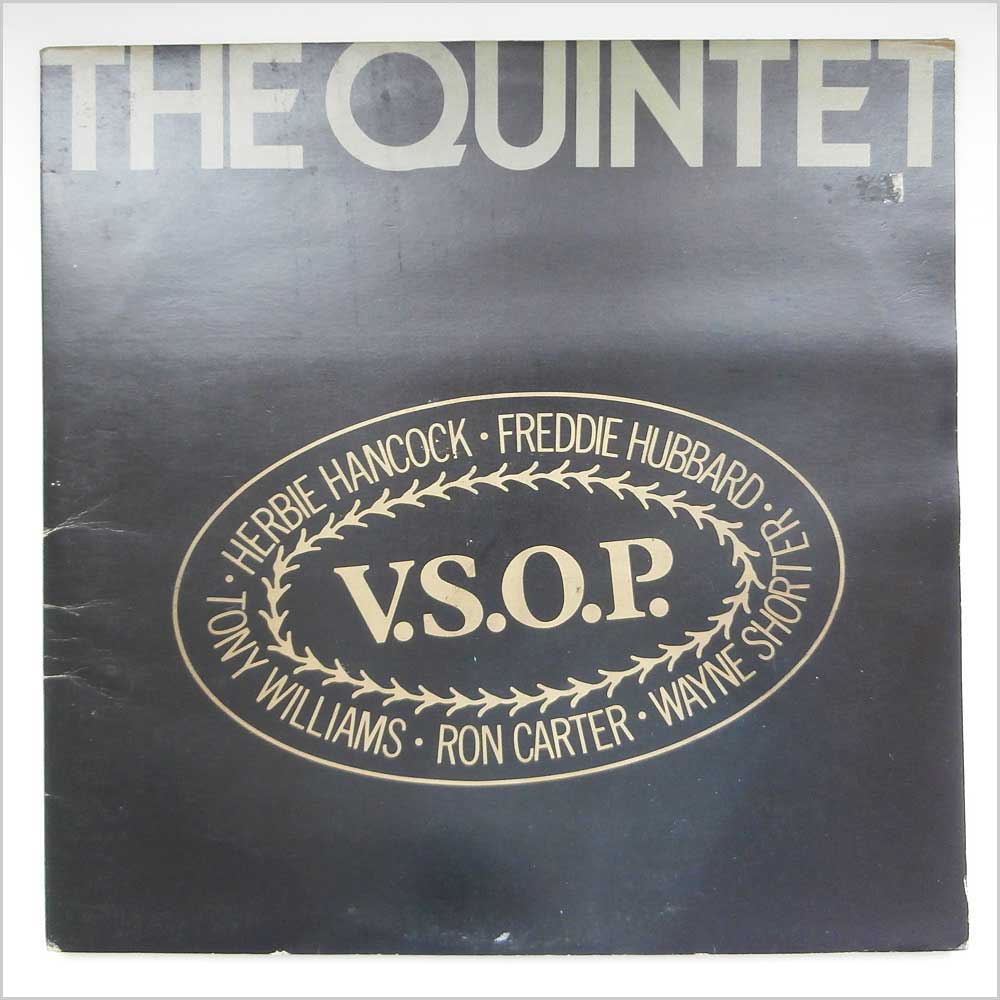 THE QUINTET
· HERBIE HANCOCK · FREDDIE HUBBARD ·
V.S.O.P.
TONY WILLIAMS · RON CARTER · WAYNE SHORTER